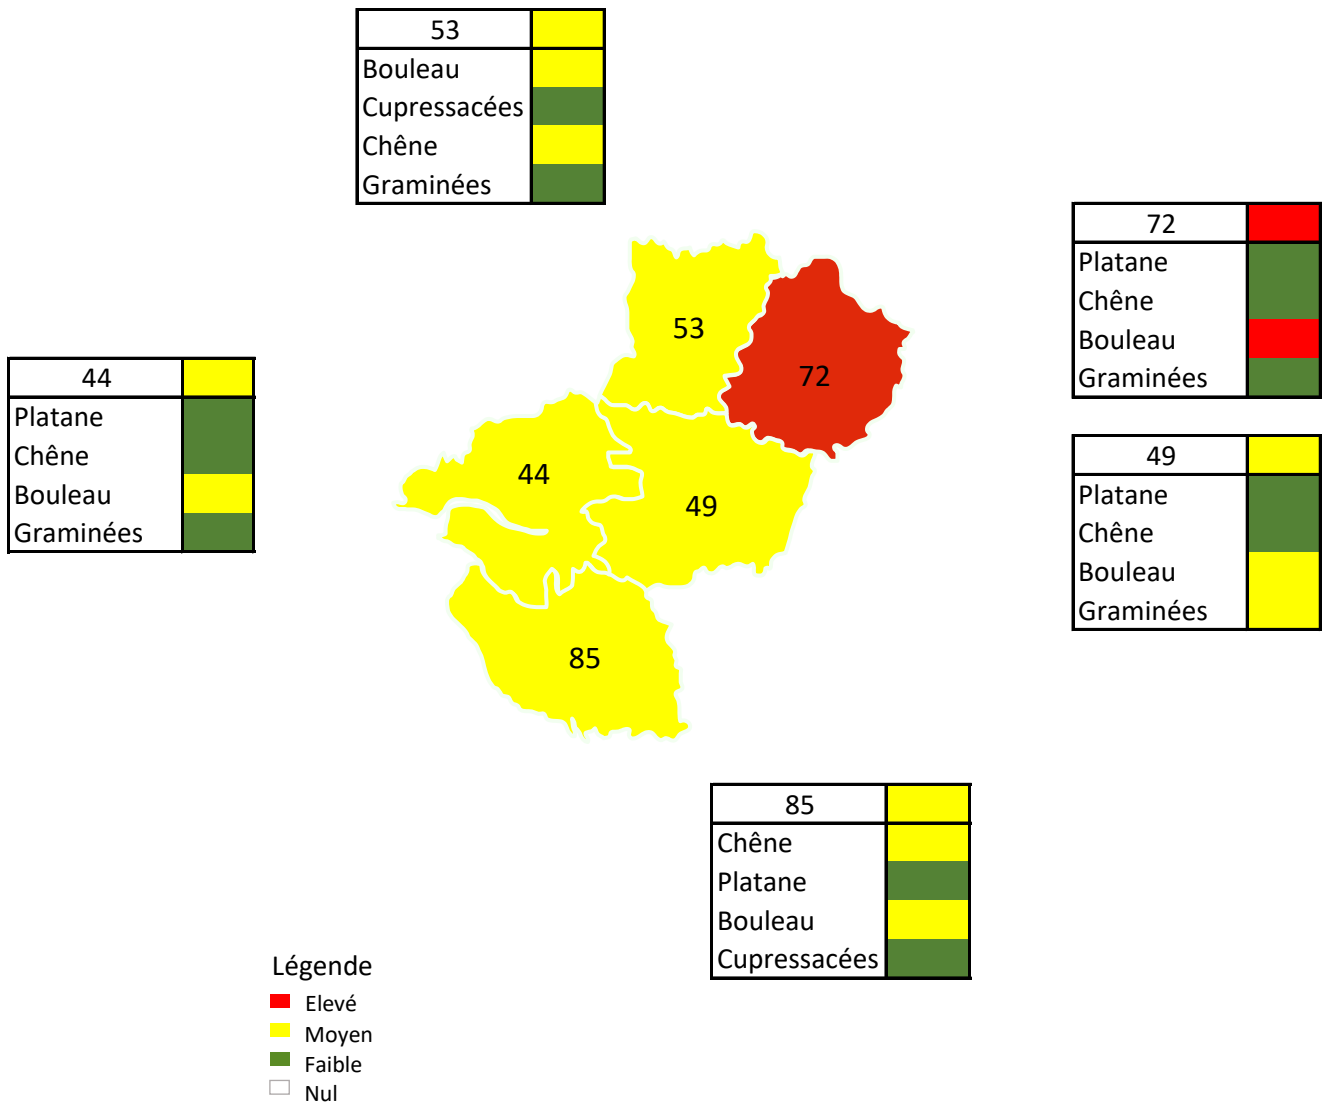 53
Bouleau
Cupressacées
Chêne
Graminées
72
Platane
Chêne
Bouleau
Graminées
44
Platane
Chêne
Bouleau
Graminées
49
Platane
Chêne
Bouleau
Graminées
53
72
44
49
85
85
Chêne
Platane
Bouleau
Cupressacées
Légende
Elevé
Moyen
Faible
Nul